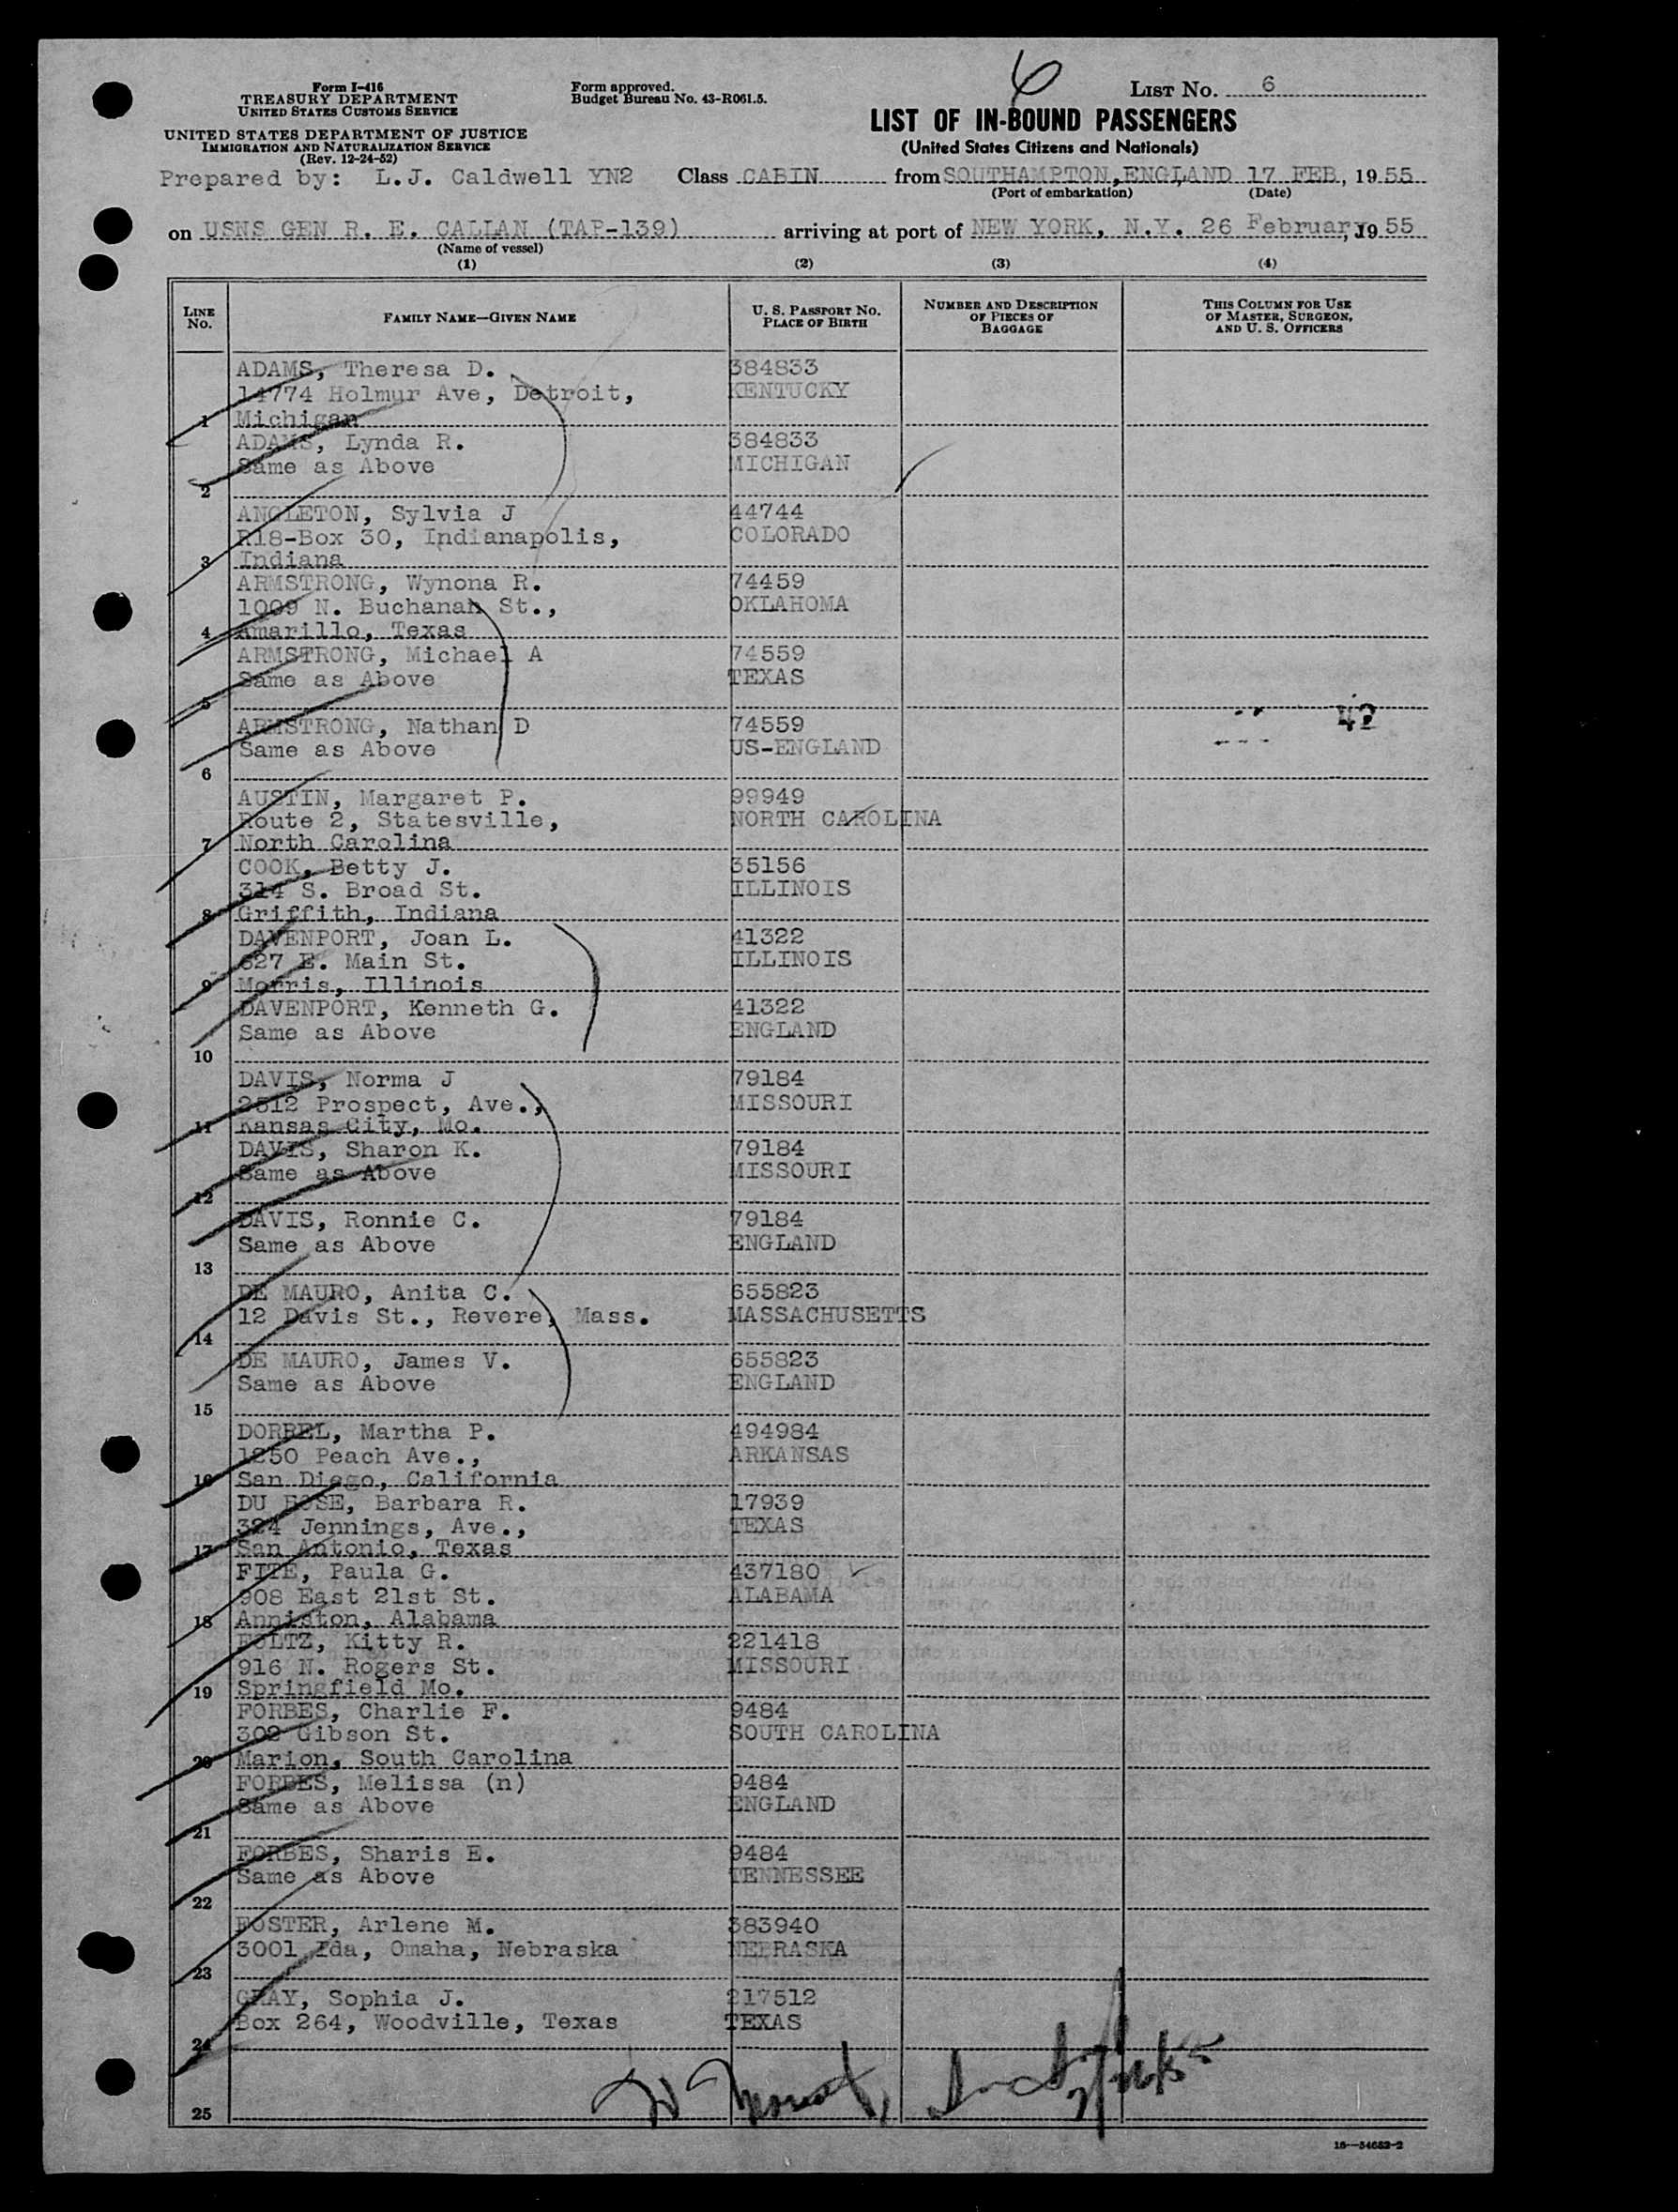 Form I-416
TREASURY DEPARTMENT
UNITED STATES CUSTOMS SERVICE
UNITED STATES DEPARTMENT OF JUSTICE
IMMIGRATION AND NATURALIZATION SERVICE
(Rev. 12-24-52)
Form approved.
Budget Bureau No. 43-R061.5.
6
LIST No. 6
LIST OF IN-BOUND PASSENGERS
(United States Citizens and Nationals)
Prepared by: L.J. Caldwell YN2 Class CABIN from SOUTHAMPTON, ENGLAND 17 FEB, 1955
(Port of embarkation) (Date)
on USNS GEN R. E. CALLAN (TAP-139) arriving at port of NEW YORK, N.Y. 26 February, 1955
(Name of vessel)
(1) (2) (3) (4)
LINE No.
FAMILY NAME—GIVEN NAME
U. S. PASSPORT NO.
PLACE OF BIRTH
NUMBER AND DESCRIPTION
OF PIECES OF
BAGGAGE
THIS COLUMN FOR USE
OF MASTER, SURGEON,
AND U. S. OFFICERS
ADAMS, Theresa D. 384833
14774 Holmur Ave, Detroit, KENTUCKY
1 Michigan
ADAMS, Lynda R. 384833
Same as Above MICHIGAN
2
ANGLETON, Sylvia J 44744
R18-Box 30, Indianapolis, COLORADO
3 Indiana
ARMSTRONG, Wynona R. 74459
1009 N. Buchanan St., OKLAHOMA
4 Amarillo, Texas
ARMSTRONG, Michael A 74559
Same as Above TEXAS
5
ARMSTRONG, Nathan D 74559
Same as Above US-ENGLAND
6
AUSTIN, Margaret P. 99949
Route 2, Statesville, NORTH CAROLINA
7 North Carolina
COOK, Betty J. 35156
314 S. Broad St. ILLINOIS
8 Griffith, Indiana
DAVENPORT, Joan L. 41322
627 E. Main St. ILLINOIS
9 Morris, Illinois
DAVENPORT, Kenneth G. 41322
Same as Above ENGLAND
10
DAVIS, Norma J 79184
2512 Prospect, Ave., MISSOURI
11 Kansas City, Mo.
DAVIS, Sharon K. 79184
Same as Above MISSOURI
12
DAVIS, Ronnie C. 79184
Same as Above ENGLAND
13
DE MAURO, Anita C. 655823
12 Davis St., Revere, Mass. MASSACHUSETTS
14
DE MAURO, James V. 655823
Same as Above ENGLAND
15
DORREL, Martha P. 494984
1250 Peach Ave., ARKANSAS
16 San Diego, California
DU BOSE, Barbara R. 17939
324 Jennings, Ave., TEXAS
17 San Antonio, Texas
FITE, Paula G. 437180
908 East 21st St. ALABAMA
18 Anniston, Alabama
FOLTZ, Kitty R. 221418
916 N. Rogers St. MISSOURI
19 Springfield Mo.
FORBES, Charlie F. 9484
302 Gibson St. SOUTH CAROLINA
20 Marion, South Carolina
FORBES, Melissa (n) 9484
Same as Above ENGLAND
21
FORBES, Sharis E. 9484
Same as Above TENNESSEE
22
FOSTER, Arlene M. 383940
3001 Ida, Omaha, Nebraska NEBRASKA
23
GRAY, Sophia J. 217512
Box 264, Woodville, Texas TEXAS
24
25
16—54652-2